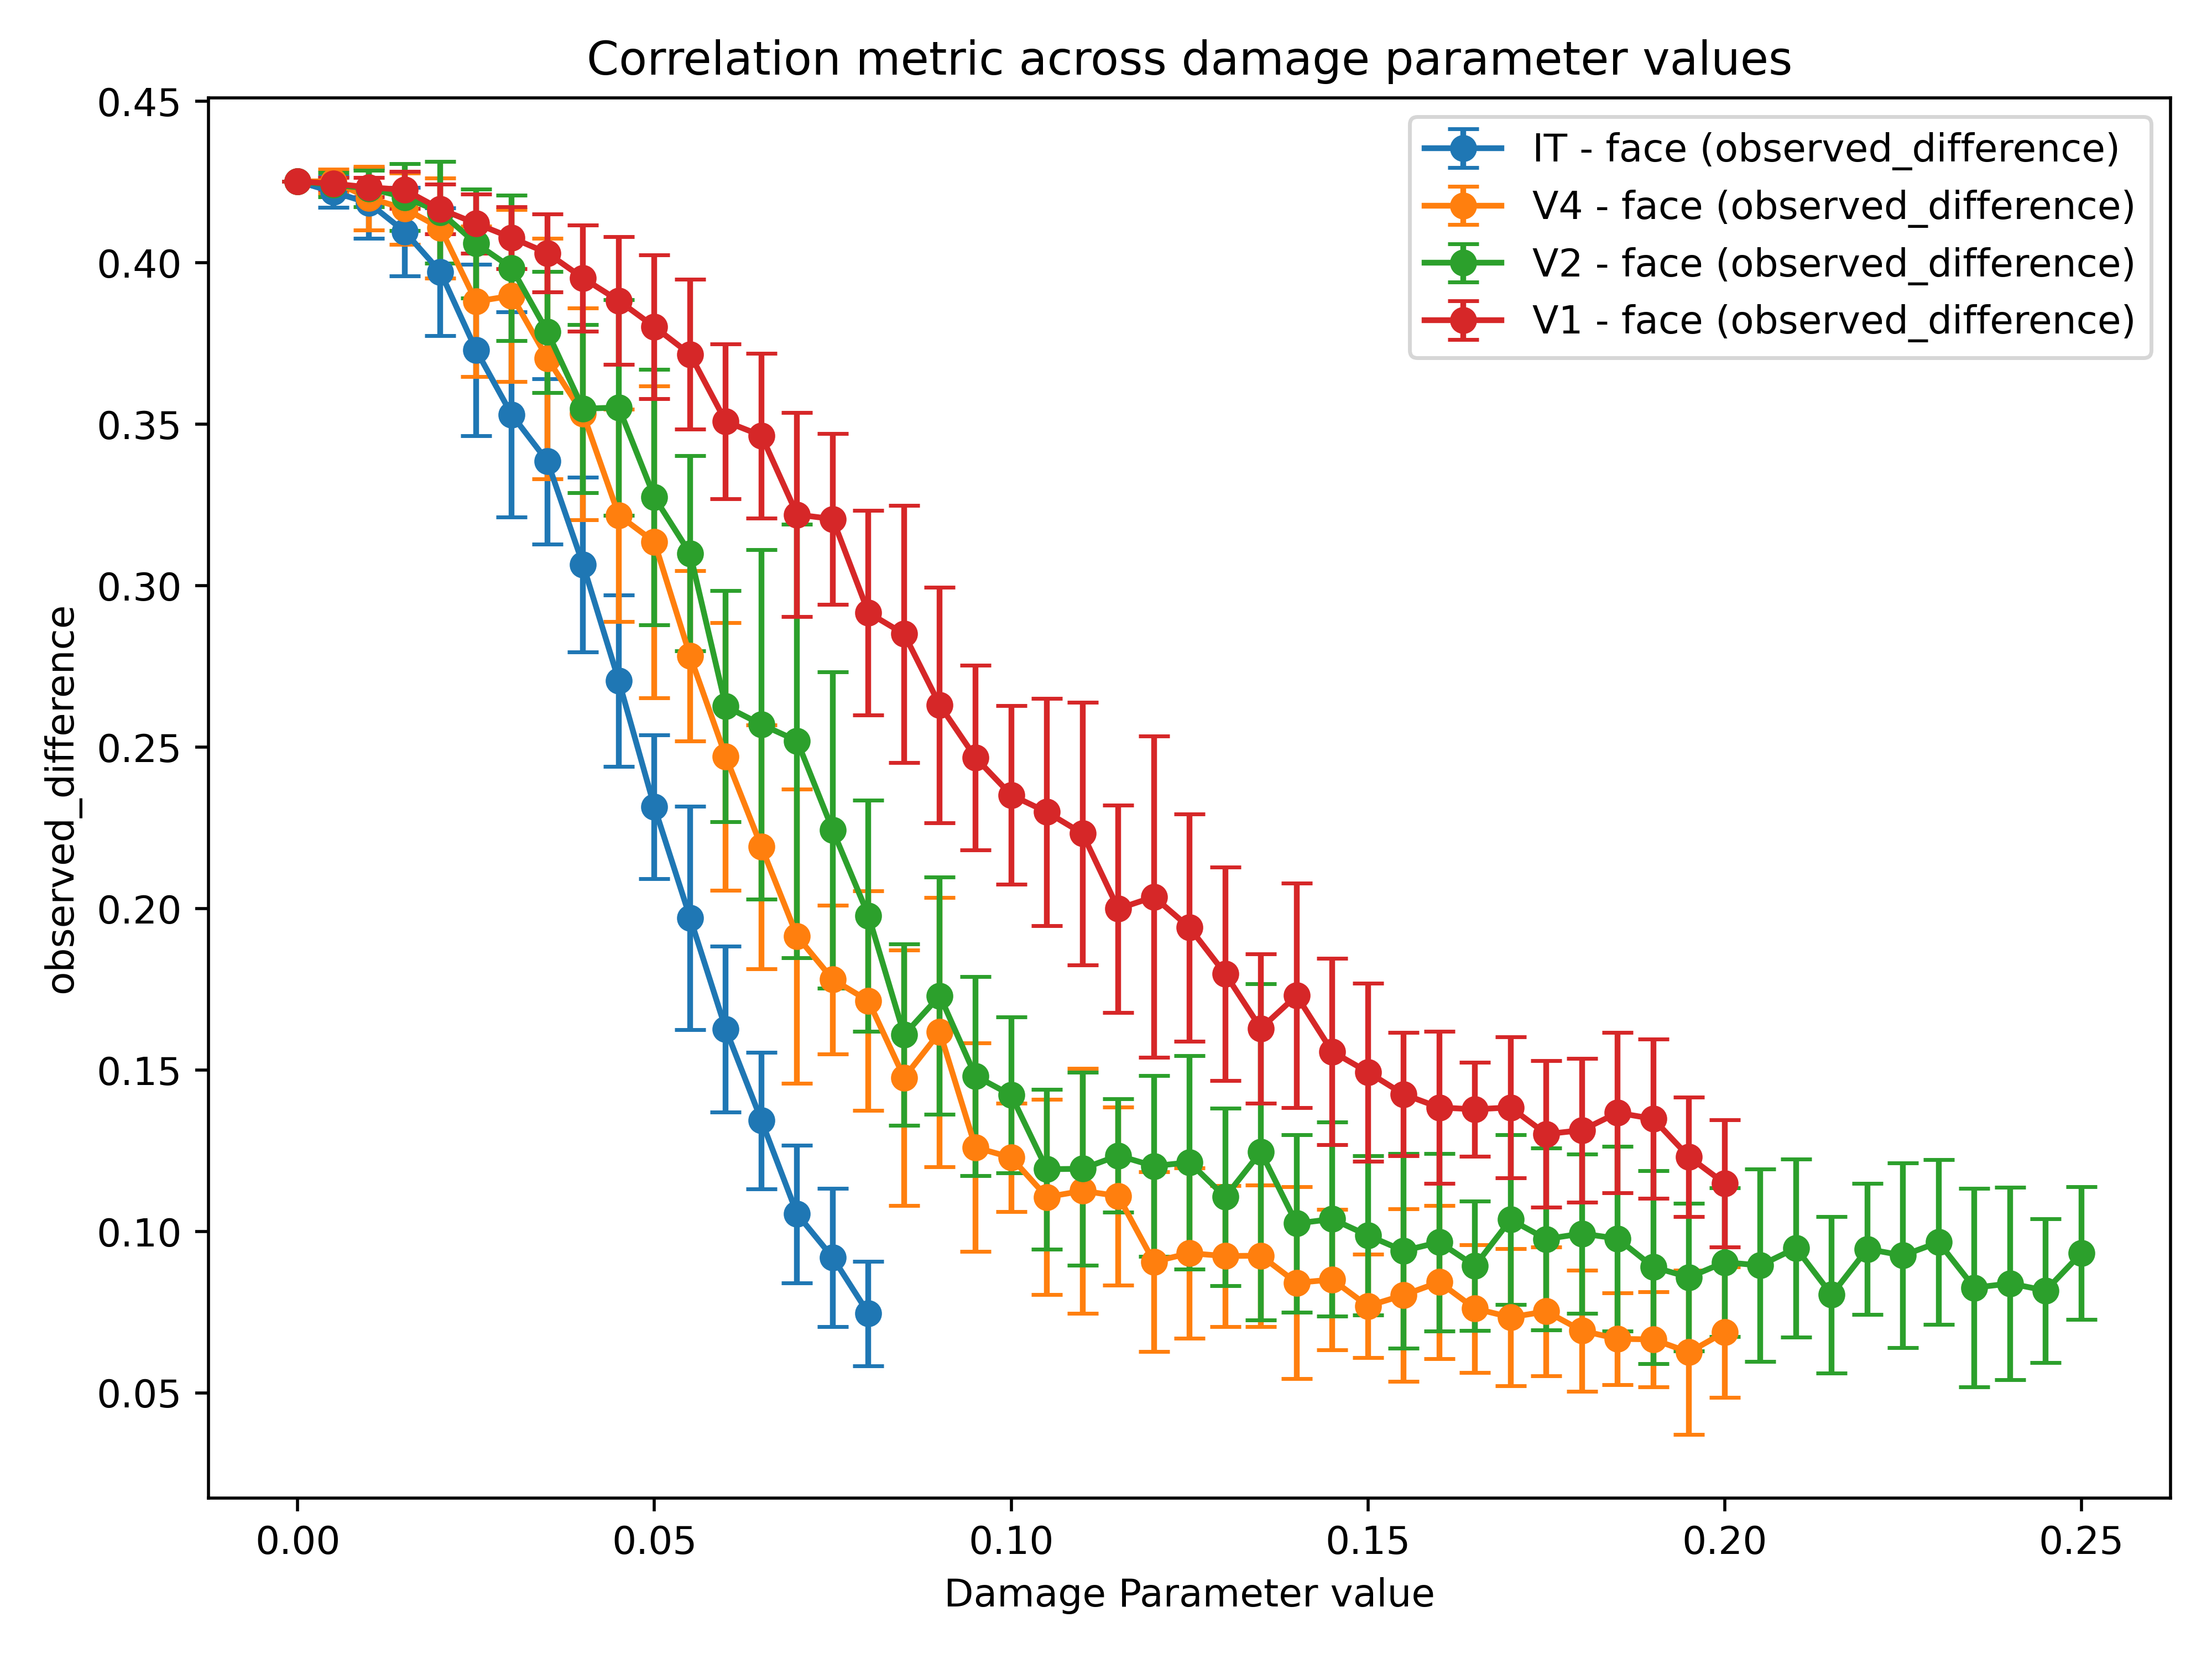 Correlation metric across damage parameter values
0.45
0.40
0.35
0.30
0.25
0.20
0.15
0.10
0.05
observed_difference
IT - face (observed_difference)
V4 - face (observed_difference)
V2 - face (observed_difference)
V1 - face (observed_difference)
0.00 0.05 0.10 0.15 0.20 0.25
Damage Parameter value